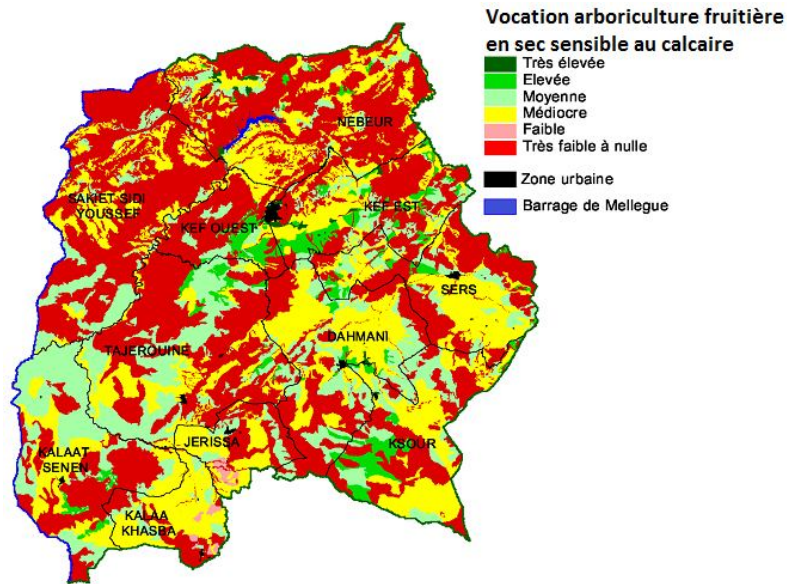 Vocation arboriculture fruitière
en sec sensible au calcaire
Très élevée
Elevée
Moyenne
Médiocre
Faible
Très faible à nulle
Zone urbaine
Barrage de Mellegue
NEBEUR
SAKIET SIDI
YOUSSEF
KEF OUEST
KEF EST
SERS
DAHMANI
TAJEROUINE
JERISSA
KSOUR
KALAAT
SENEN
KALAA
KHASBA